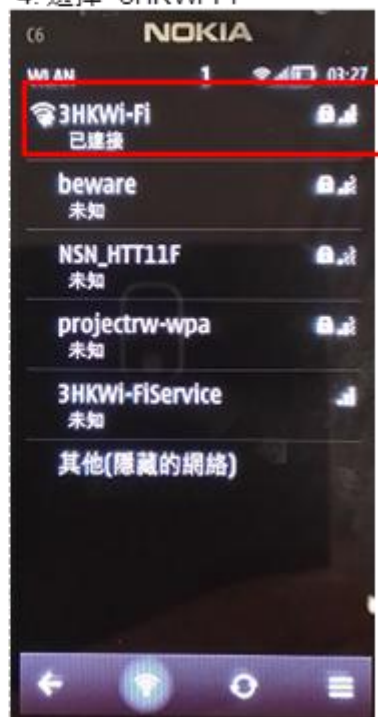 C6 NOKIA
WLAN 1 03:27
3HKWi-Fi
已連接
beware
未知
NSN_HTT11F
未知
projectrw-wpa
未知
3HKWi-FiService
未知
其他(隱藏的網絡)